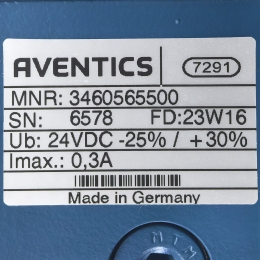 AVENTICS 7291
MNR: 3460565500
SN: 6578 FD:23W16
Ub: 24VDC -25% / +30%
Imax.: 0,3A
Made in Germany